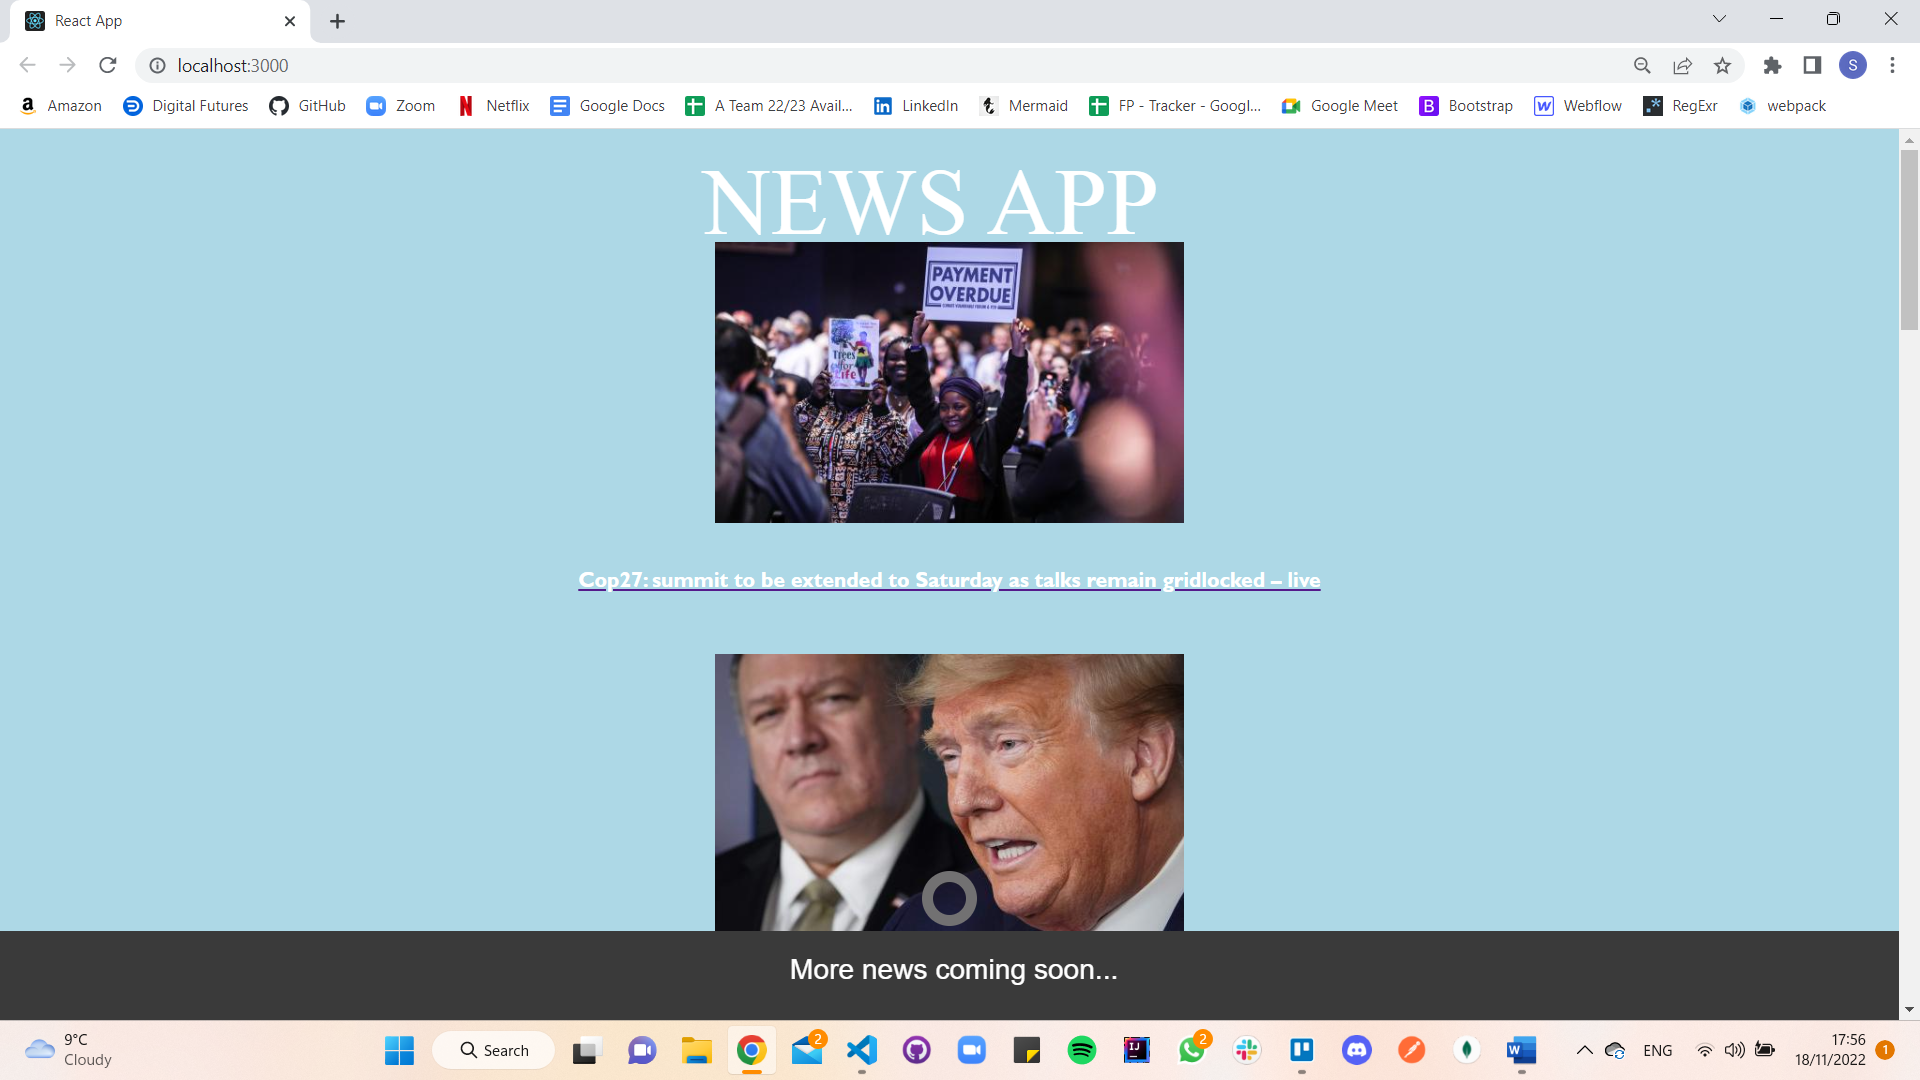 React App
localhost:3000
S
Amazon
Digital Futures
GitHub
Zoom
Netflix
Google Docs
A Team 22/23 Avail...
LinkedIn
Mermaid
FP - Tracker - Googl...
Google Meet
Bootstrap
Webflow
RegExr
webpack
NEWS APP
PAYMENT
OVERDUE
Trees
for
Life
Cop27: summit to be extended to Saturday as talks remain gridlocked – live
More news coming soon...
9°C
Cloudy
Search
2
2
ENG
17:56
18/11/2022
1